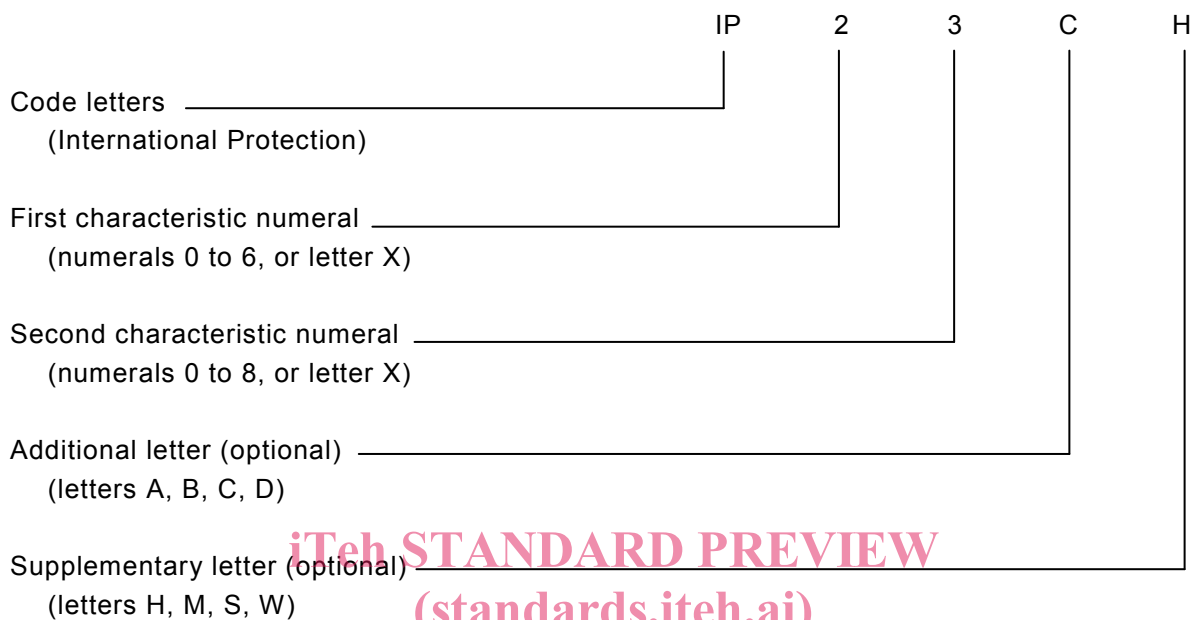 IP 2 3 C H
Code letters
(International Protection)
First characteristic numeral
(numerals 0 to 6, or letter X)
Second characteristic numeral
(numerals 0 to 8, or letter X)
Additional letter (optional)
(letters A, B, C, D)
iTeh STANDARD PREVIEW
Supplementary letter (optional)
(letters H, M, S, W)
(standards.iteh.ai)